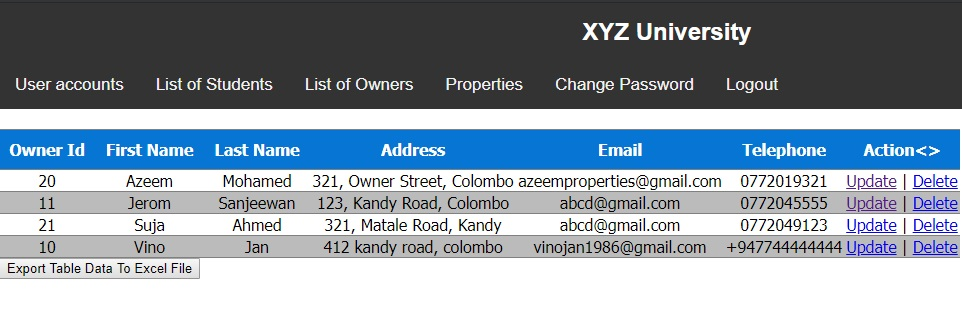 XYZ University
User accounts List of Students List of Owners Properties Change Password Logout
Owner Id First Name Last Name Address Email Telephone Action<>
20 Azeem Mohamed 321, Owner Street, Colombo azeemproperties@gmail.com 0772019321 Update | Delete
11 Jerom Sanjeewan 123, Kandy Road, Colombo abcd@gmail.com 0772045555 Update | Delete
21 Suja Ahmed 321, Matale Road, Kandy abcd@gmail.com 0772049123 Update | Delete
10 Vino Jan 412 kandy road, colombo vinojan1986@gmail.com +947744444444 Update | Delete
Export Table Data To Excel File